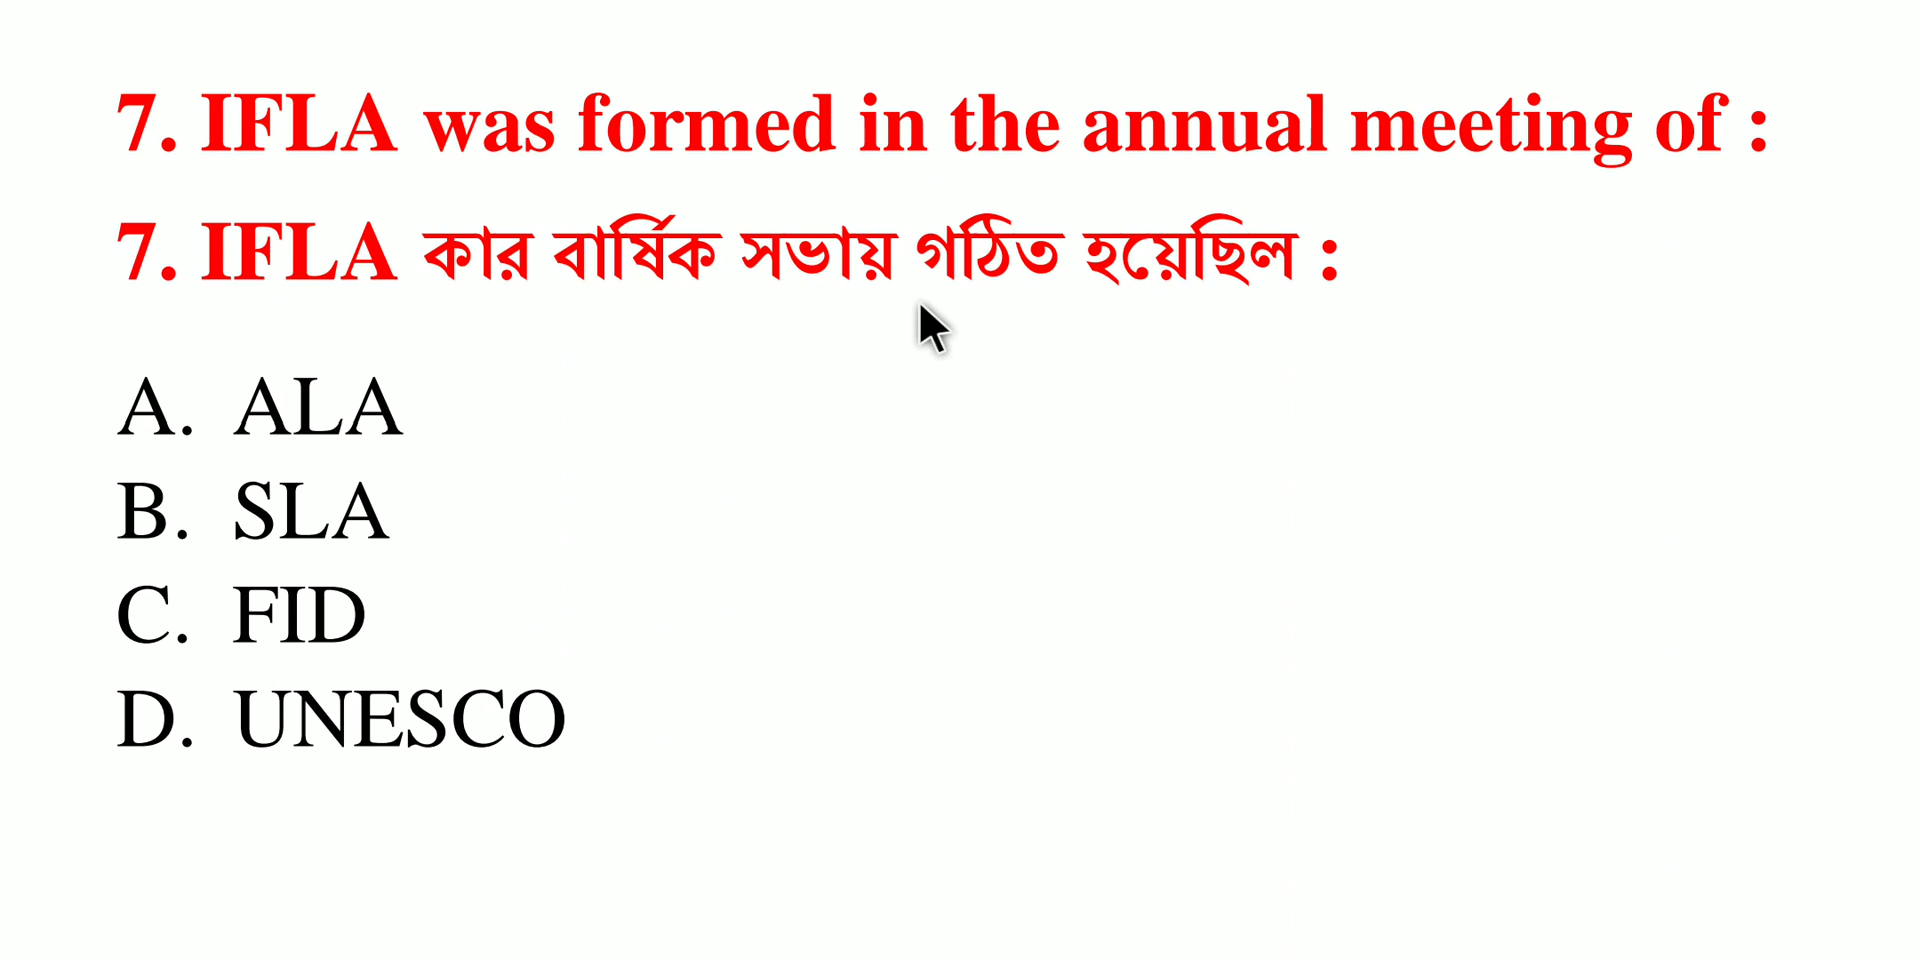 7. IFLA was formed in the annual meeting of :
7. IFLA কার বার্ষিক সভায় গঠিত হয়েছিল :
A. ALA
B. SLA
C. FID
D. UNESCO